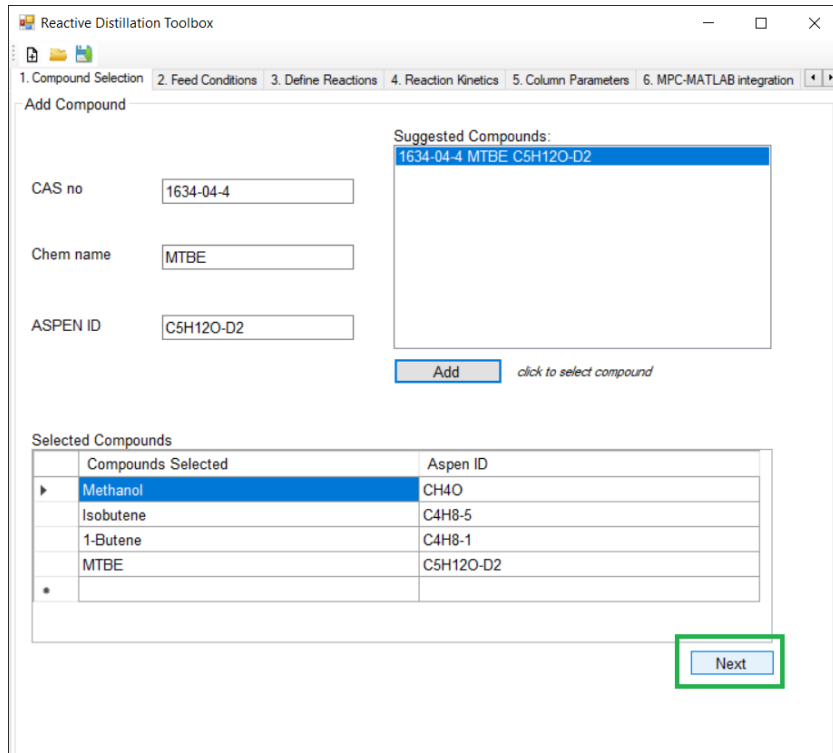 Reactive Distillation Toolbox
1. Compound Selection 2. Feed Conditions 3. Define Reactions 4. Reaction Kinetics 5. Column Parameters 6. MPC-MATLAB integration
Add Compound
Suggested Compounds:
1634-04-4 MTBE C5H12O-D2
CAS no 1634-04-4
Chem name MTBE
ASPEN ID C5H12O-D2
Add click to select compound
Selected Compounds
Compounds Selected Aspen ID
Methanol CH4O
Isobutene C4H8-5
1-Butene C4H8-1
MTBE C5H12O-D2
Next